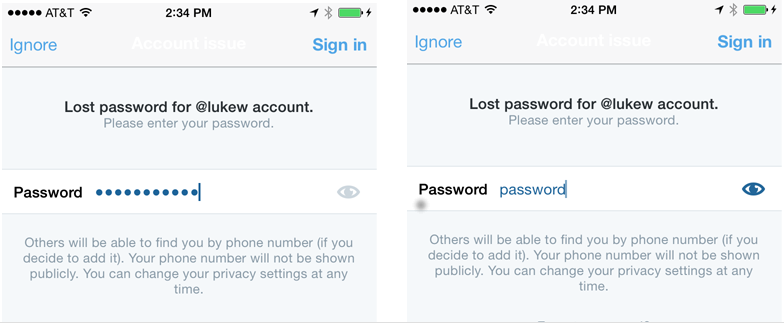 AT&T 2:34 PM
Ignore Account issue Sign in
Lost password for @lukew account.
Please enter your password.
Password •••••••••••
Others will be able to find you by phone number (if you
decide to add it). Your phone number will not be shown
publicly. You can change your privacy settings at any
time.
AT&T 2:34 PM
Ignore Account issue Sign in
Lost password for @lukew account.
Please enter your password.
Password password
Others will be able to find you by phone number (if you
decide to add it). Your phone number will not be shown
publicly. You can change your privacy settings at any
time.